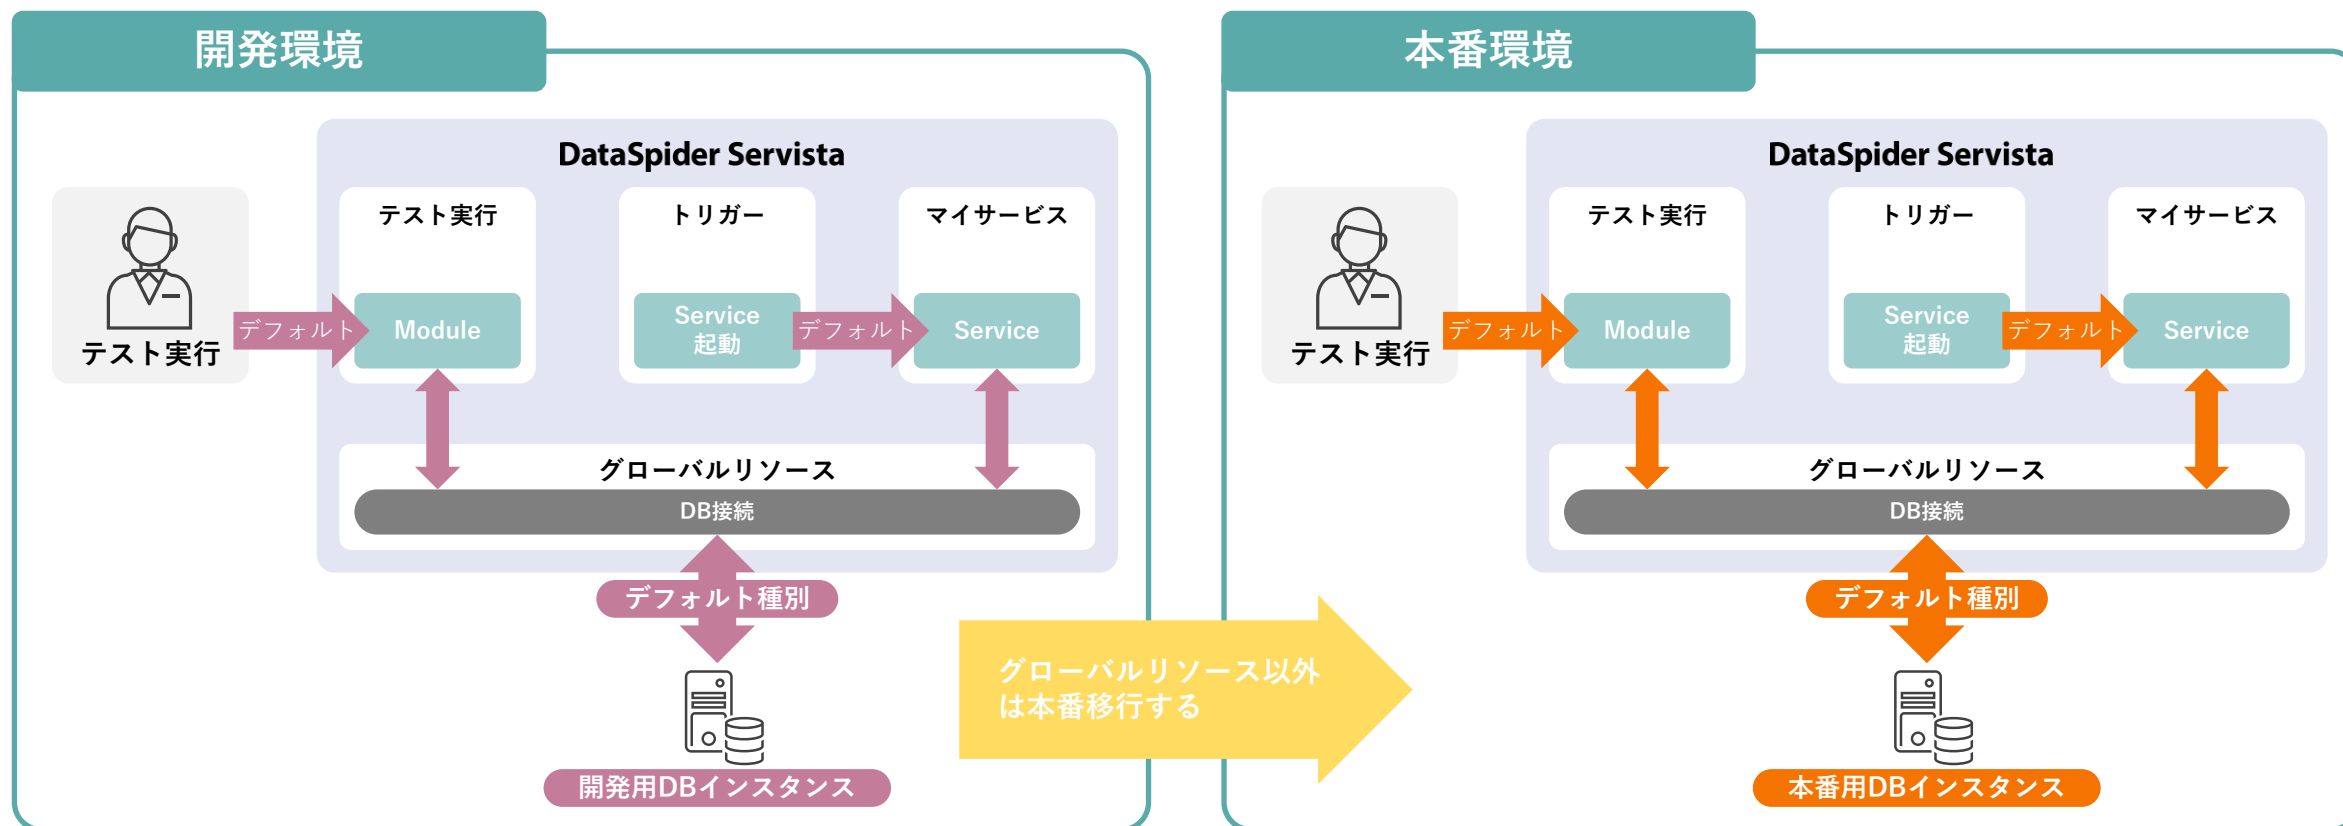 開発環境
DataSpider Servista
テスト実行
トリガー
マイサービス
テスト実行
デフォルト
Module
Service
起動
デフォルト
Service
グローバルリソース
DB接続
デフォルト種別
開発用DBインスタンス
グローバルリソース以外
は本番移行する
本番環境
DataSpider Servista
テスト実行
トリガー
マイサービス
テスト実行
デフォルト
Module
Service
起動
デフォルト
Service
グローバルリソース
DB接続
デフォルト種別
本番用DBインスタンス